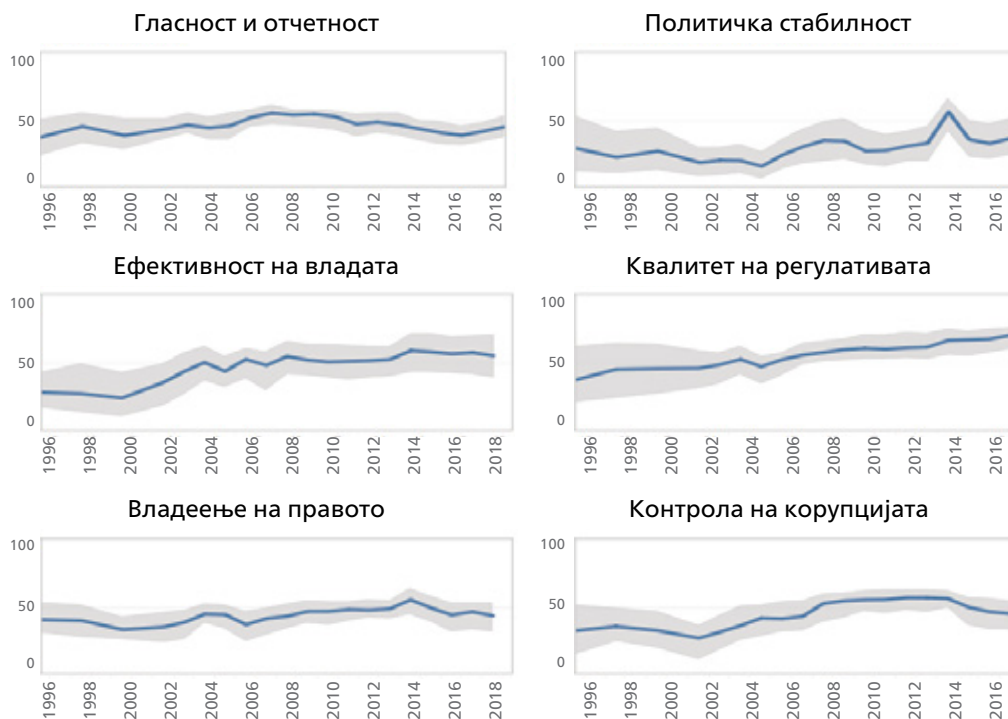 Гласност и отчетност
100
50
0
1996 1998 2000 2002 2004 2006 2008 2010 2012 2014 2016 2018
Политичка стабилност
100
50
0
1996 1998 2000 2002 2004 2006 2008 2010 2012 2014 2016
Ефективност на владата
100
50
0
1996 1998 2000 2002 2004 2006 2008 2010 2012 2014 2016 2018
Квалитет на регулативата
100
50
0
1996 1998 2000 2002 2004 2006 2008 2010 2012 2014 2016
Владеење на правото
100
50
0
1996 1998 2000 2002 2004 2006 2008 2010 2012 2014 2016 2018
Контрола на корупцијата
100
50
0
1996 1998 2000 2002 2004 2006 2008 2010 2012 2014 2016